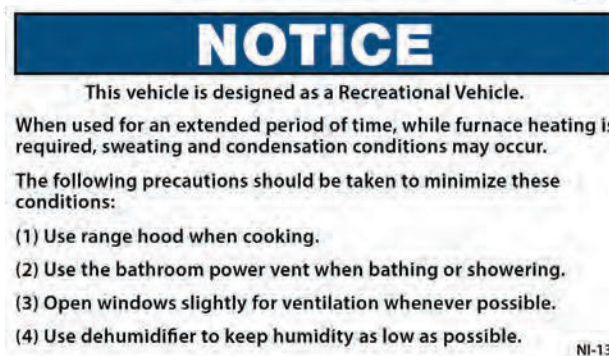 NOTICE
This vehicle is designed as a Recreational Vehicle.
When used for an extended period of time, while furnace heating is
required, sweating and condensation conditions may occur.
The following precautions should be taken to minimize these
conditions:
(1) Use range hood when cooking.
(2) Use the bathroom power vent when bathing or showering.
(3) Open windows slightly for ventilation whenever possible.
(4) Use dehumidifier to keep humidity as low as possible.
NI-13